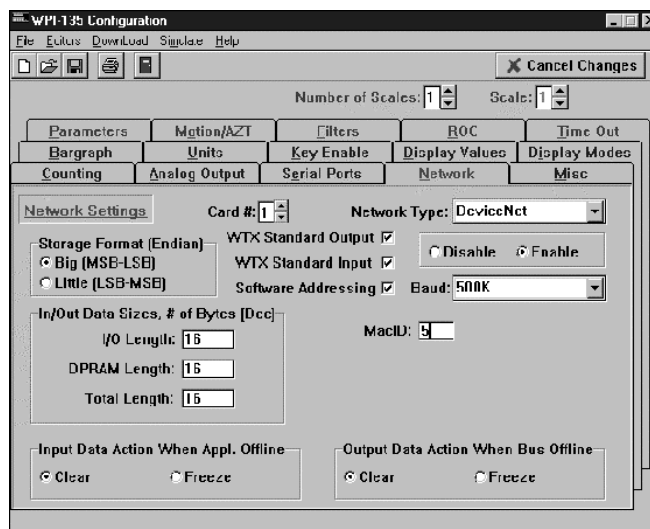 WPI-135 Configuration
File Editors DownLoad Simulate Help
Cancel Changes
Number of Scales: 1 Scale: 1
Parameters Motion/AZT Filters ROC Time Out
Bargraph Units Key Enable Display Values Display Modes
Counting Analog Output Serial Ports Network Misc
Network Settings Card #: 1 Network Type: DeviceNet
Storage Format (Endian) WTX Standard Output Disable Enable
Big (MSB-LSB) WTX Standard Input
Little (LSB-MSB) Software Addressing Baud: 500K
In/Out Data Sizes, # of Bytes [Dec] MacID: 5
I/O Length: 16
DPRAM Length: 16
Total Length: 16
Input Data Action When Appl. Offline Output Data Action When Bus Offline
Clear Freeze Clear Freeze